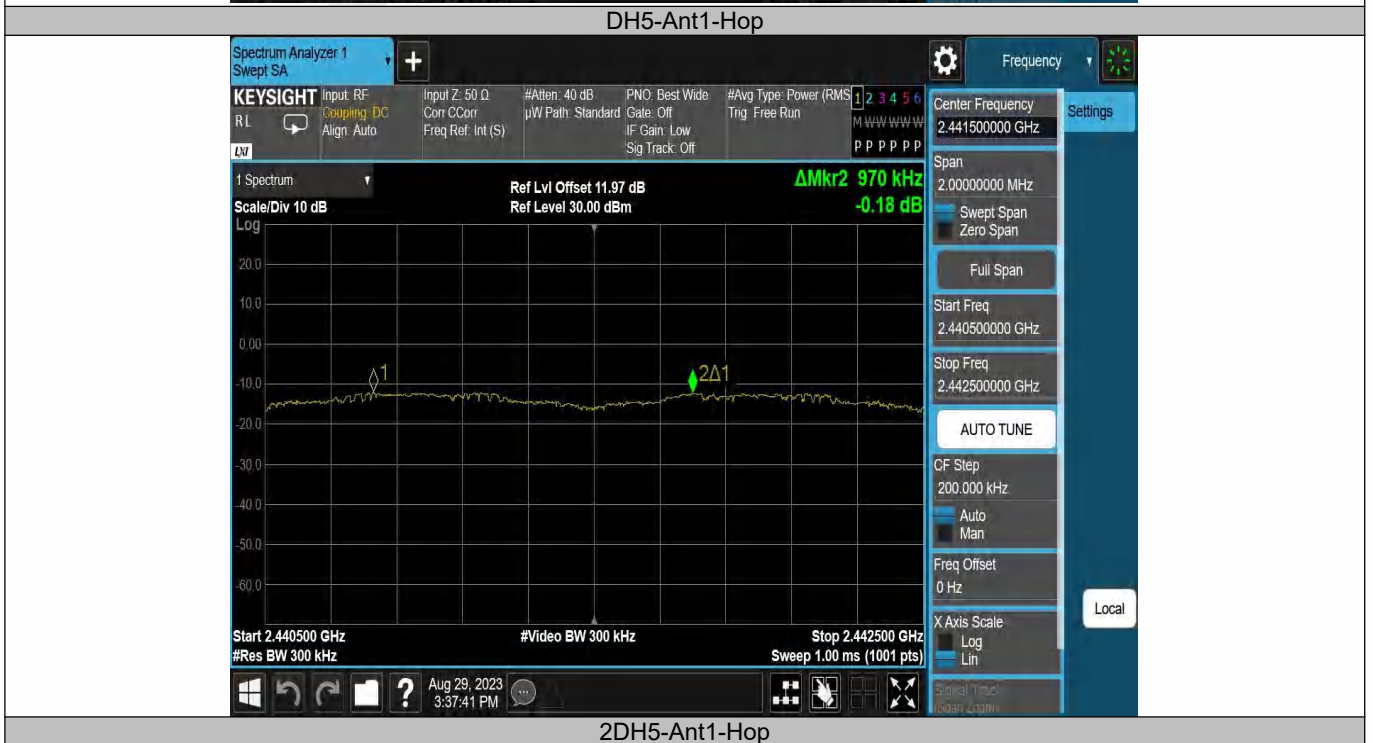 DH5-Ant1-Hop
Spectrum Analyzer 1
Swept SA
+
Frequency
KEYSIGHT
RL
LXI
Input: RF
Coupling: DC
Align: Auto
Input Z: 50 Ω
Corr CCorr
Freq Ref: Int (S)
#Atten: 40 dB
µW Path: Standard
PNO: Best Wide
Gate: Off
IF Gain: Low
Sig Track: Off
#Avg Type: Power (RMS
Trig: Free Run
1 2 3 4 5 6
M W W W W W
P P P P P P
Center Frequency
2.441500000 GHz
Settings
Span
2.00000000 MHz
Swept Span
Zero Span
Full Span
Start Freq
2.440500000 GHz
Stop Freq
2.442500000 GHz
AUTO TUNE
CF Step
200.000 kHz
Auto
Man
Freq Offset
0 Hz
X Axis Scale
Log
Lin
Signal Track
(Span Zoom)
Local
1 Spectrum
Scale/Div 10 dB
Log
Ref Lvl Offset 11.97 dB
Ref Level 30.00 dBm
ΔMkr2 970 kHz
-0.18 dB
20.0
10.0
0.00
-10.0
-20.0
-30.0
-40.0
-50.0
-60.0
1
2Δ1
Start 2.440500 GHz
#Res BW 300 kHz
#Video BW 300 kHz
Stop 2.442500 GHz
Sweep 1.00 ms (1001 pts)
?
Aug 29, 2023
3:37:41 PM
2DH5-Ant1-Hop